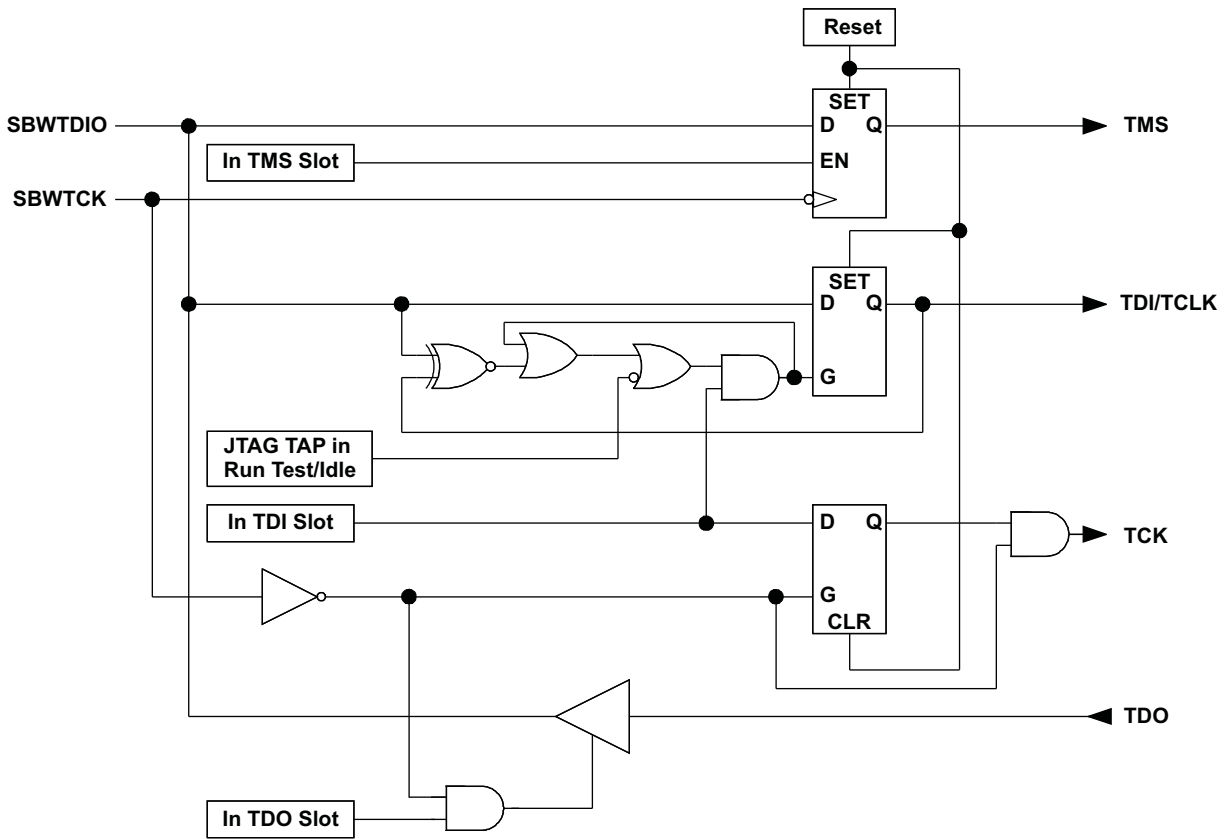 Reset
SET
SBWTDIO
D
Q
TMS
In TMS Slot
EN
SBWTCK
SET
D
Q
TDI/TCLK
G
JTAG TAP in
Run Test/Idle
In TDI Slot
D
Q
TCK
G
CLR
TDO
In TDO Slot